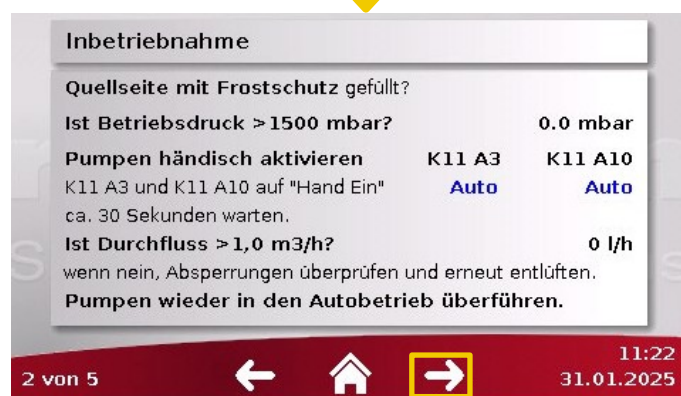 Inbetriebnahme
Quellseite mit Frostschutz gefüllt?
Ist Betriebsdruck >1500 mbar? 0.0 mbar
Pumpen händisch aktivieren K11 A3 K11 A10
K11 A3 und K11 A10 auf "Hand Ein" Auto Auto
ca. 30 Sekunden warten.
Ist Durchfluss >1,0 m3/h? 0 l/h
wenn nein, Absperrungen überprüfen und erneut entlüften.
Pumpen wieder in den Autobetrieb überführen.
11:22
2 von 5 31.01.2025